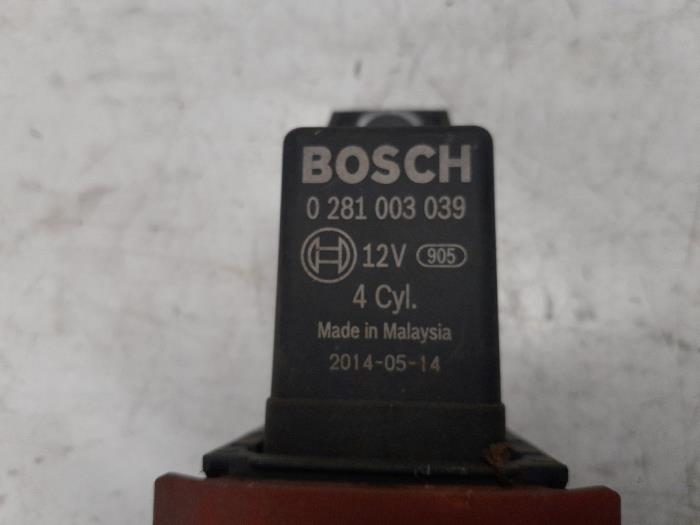 BOSCH
0 281 003 039
12V 905
4 Cyl.
Made in Malaysia
2014-05-14